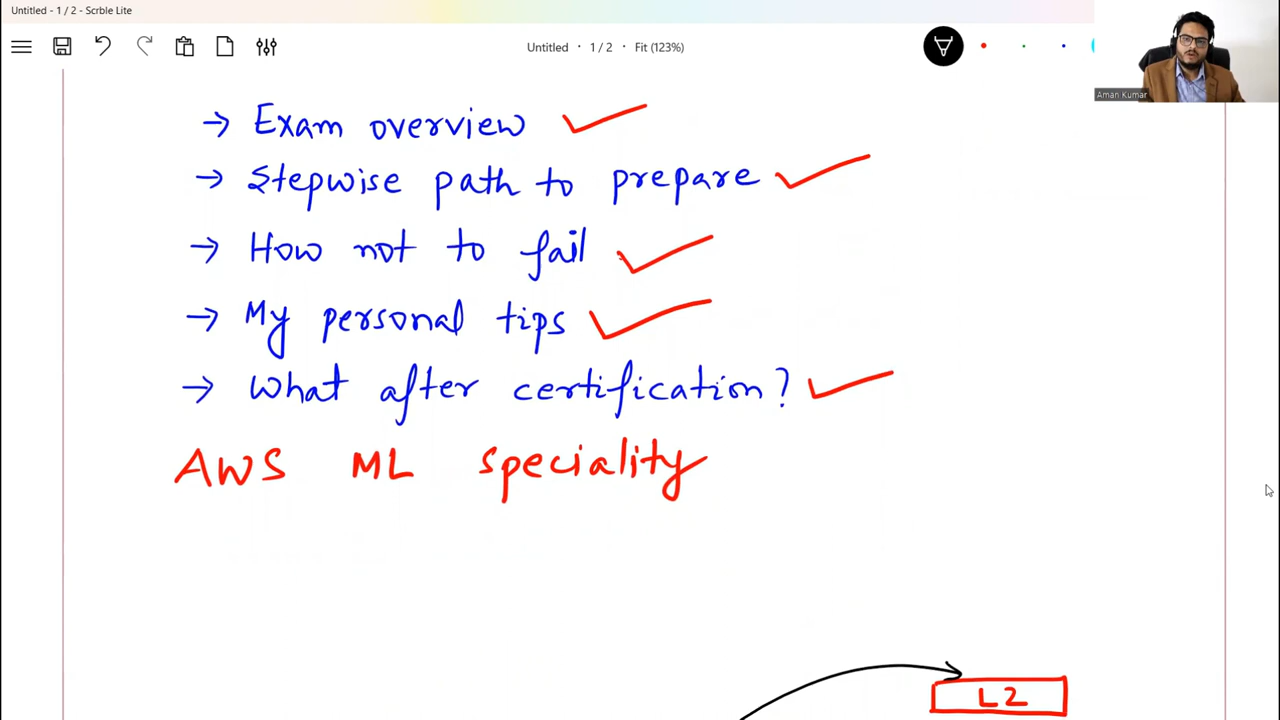 Untitled - 1 / 2 - Scrble Lite
Untitled • 1 / 2 • Fit (123%)
Aman Kumar
→ Exam overview
→ Stepwise path to prepare
→ How not to fail
→ My personal tips
→ What after certification?
AWS ML speciality
L2